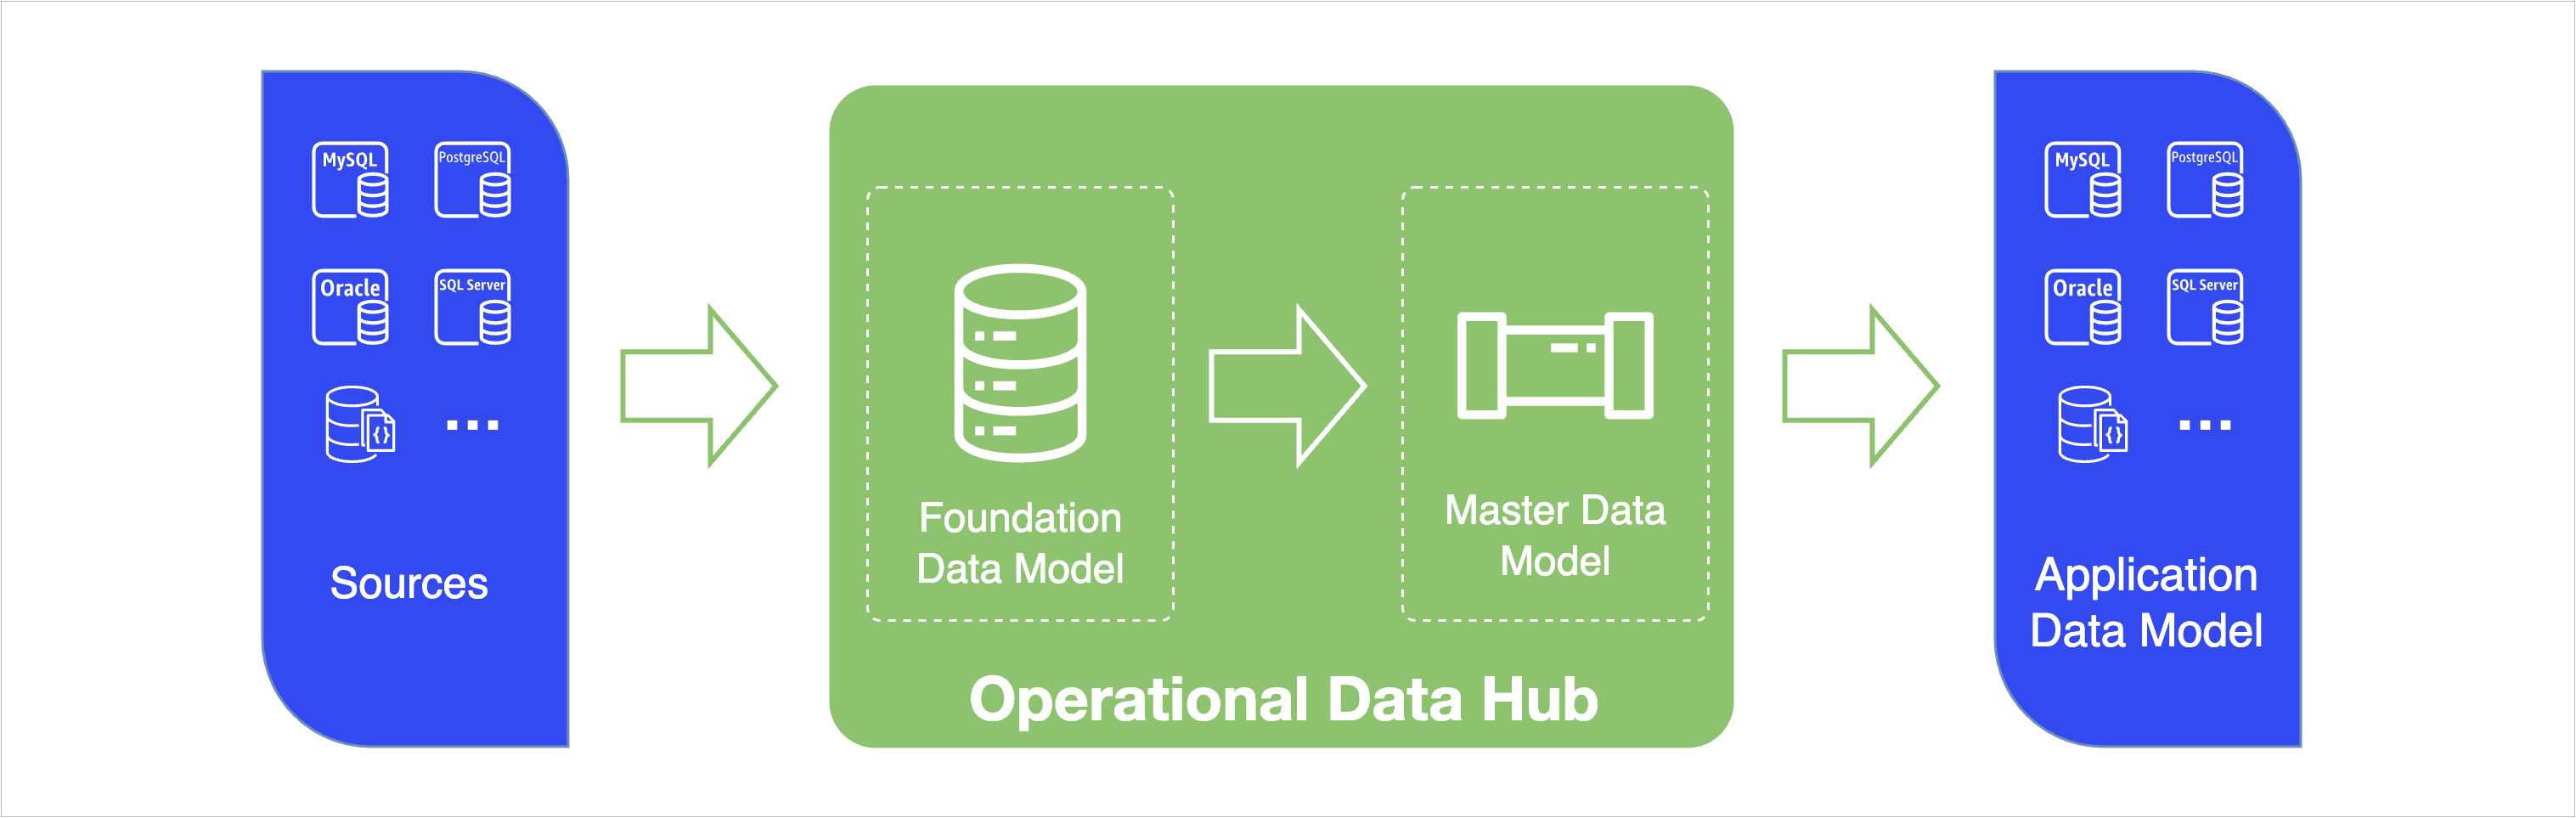 MySQL
PostgreSQL
Oracle
SQL Server
{}
...
Sources
Foundation
Data Model
Master Data
Model
Operational Data Hub
MySQL
PostgreSQL
Oracle
SQL Server
{}
...
Application
Data Model